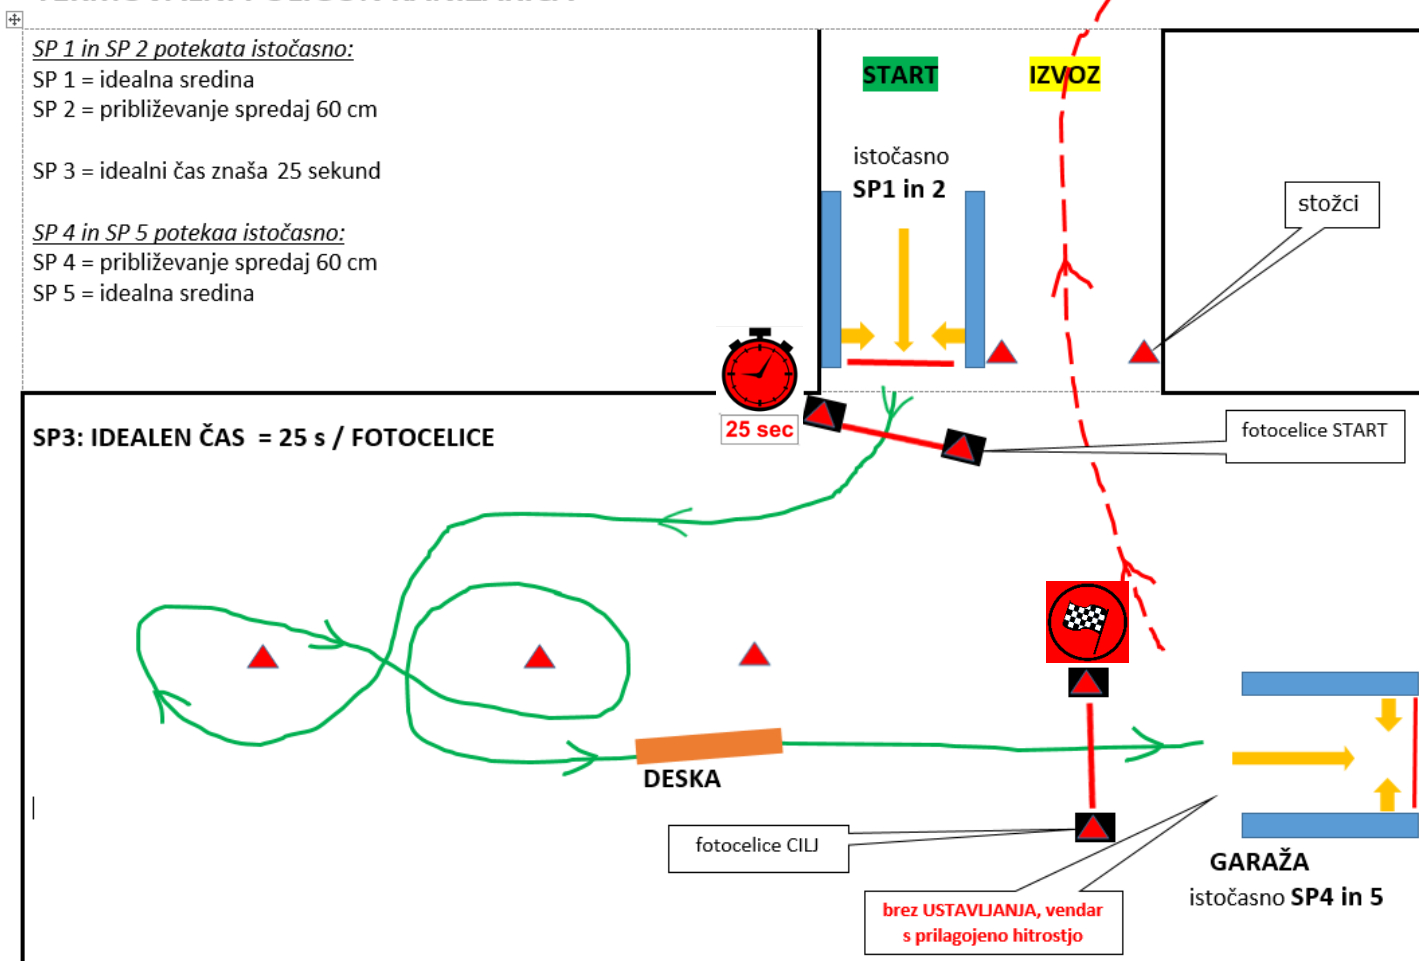 SP 1 in SP 2 potekata istočasno:
SP 1 = idealna sredina
SP 2 = približevanje spredaj 60 cm
SP 3 = idealni čas znaša 25 sekund
SP 4 in SP 5 potekaa istočasno:
SP 4 = približevanje spredaj 60 cm
SP 5 = idealna sredina
START
IZVOZ
istočasno
SP1 in 2
stožci
25 sec
fotocelice START
SP3: IDEALEN ČAS = 25 s / FOTOCELICE
DESKA
fotocelice CILJ
GARAŽA
istočasno SP4 in 5
brez USTAVLJANJA, vendar
s prilagojeno hitrostjo